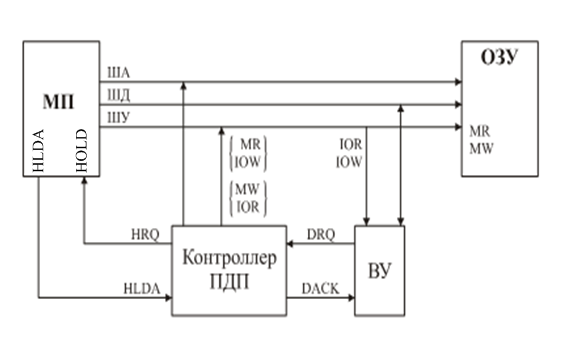 ОЗУ
ША
МП
ШД
ШУ
HLDA
HOLD
MR
IOW
IOR
IOW
MR
MW
MW
IOR
HRQ
DRQ
Контроллер
ПДП
ВУ
HLDA
DACK